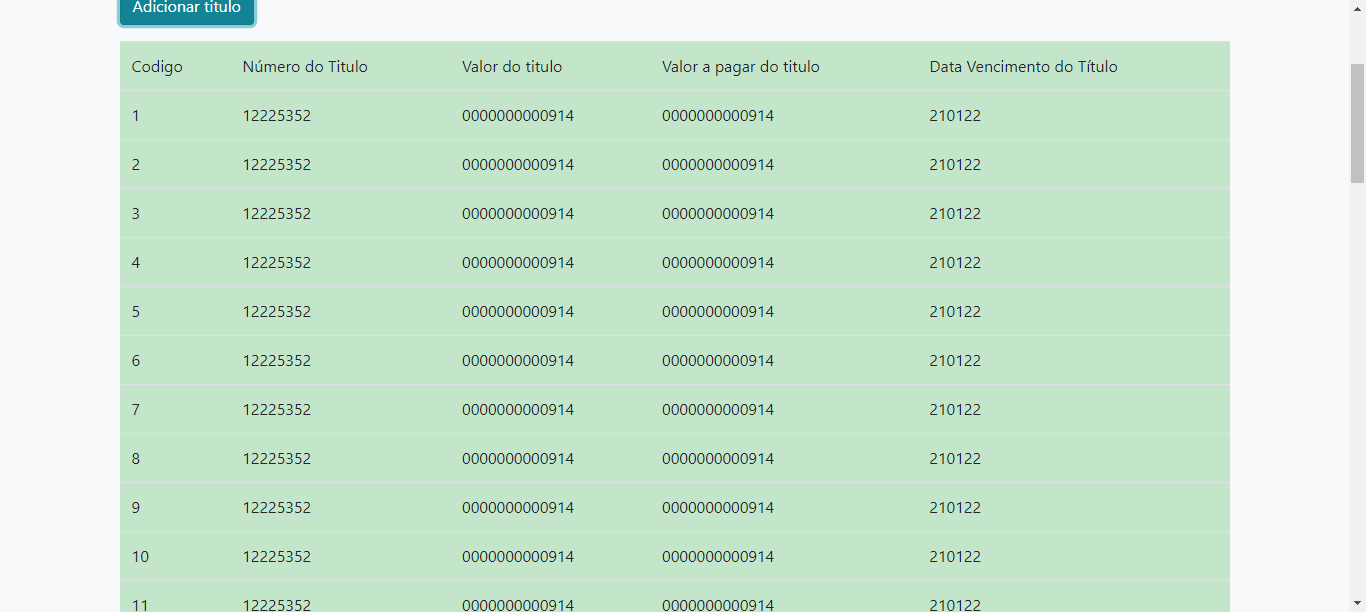 Adicionar titulo
Codigo Número do Titulo Valor do titulo Valor a pagar do titulo Data Vencimento do Título
1 12225352 0000000000914 0000000000914 210122
2 12225352 0000000000914 0000000000914 210122
3 12225352 0000000000914 0000000000914 210122
4 12225352 0000000000914 0000000000914 210122
5 12225352 0000000000914 0000000000914 210122
6 12225352 0000000000914 0000000000914 210122
7 12225352 0000000000914 0000000000914 210122
8 12225352 0000000000914 0000000000914 210122
9 12225352 0000000000914 0000000000914 210122
10 12225352 0000000000914 0000000000914 210122
11 12225352 0000000000914 0000000000914 210122